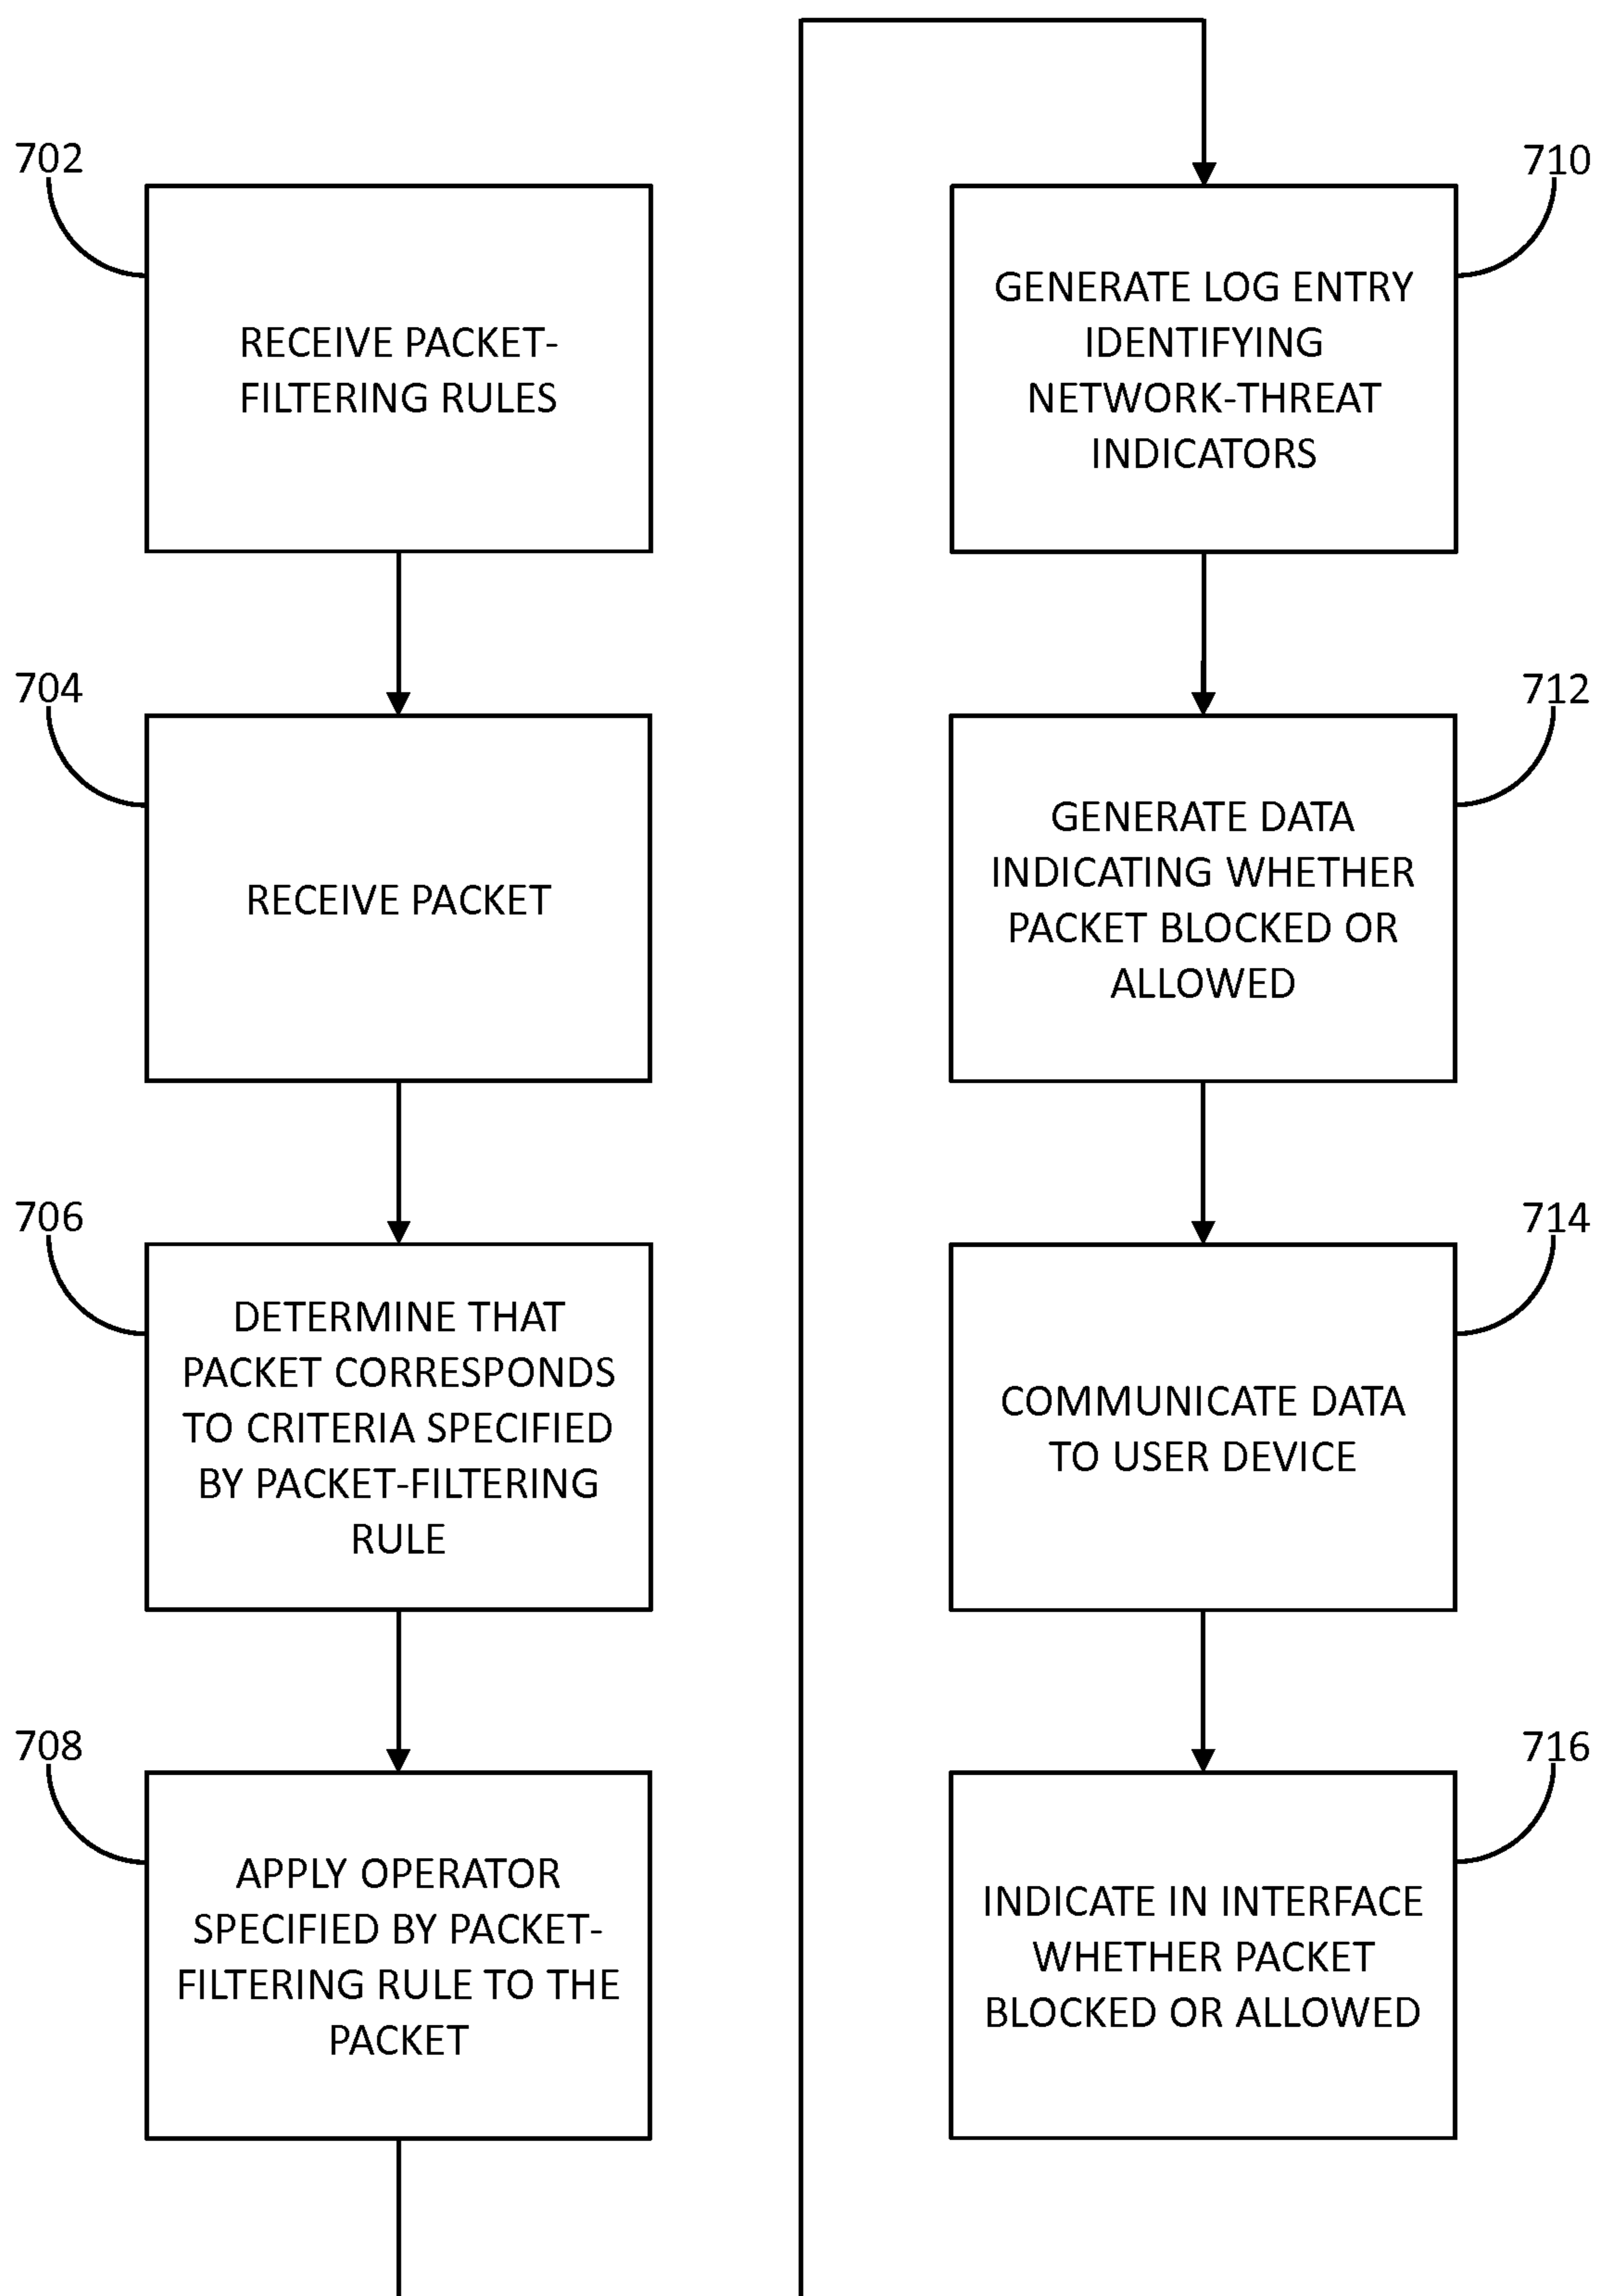 702
RECEIVE PACKET-
FILTERING RULES
704
RECEIVE PACKET
706
DETERMINE THAT
PACKET CORRESPONDS
TO CRITERIA SPECIFIED
BY PACKET-FILTERING
RULE
708
APPLY OPERATOR
SPECIFIED BY PACKET-
FILTERING RULE TO THE
PACKET
710
GENERATE LOG ENTRY
IDENTIFYING
NETWORK-THREAT
INDICATORS
712
GENERATE DATA
INDICATING WHETHER
PACKET BLOCKED OR
ALLOWED
714
COMMUNICATE DATA
TO USER DEVICE
716
INDICATE IN INTERFACE
WHETHER PACKET
BLOCKED OR ALLOWED